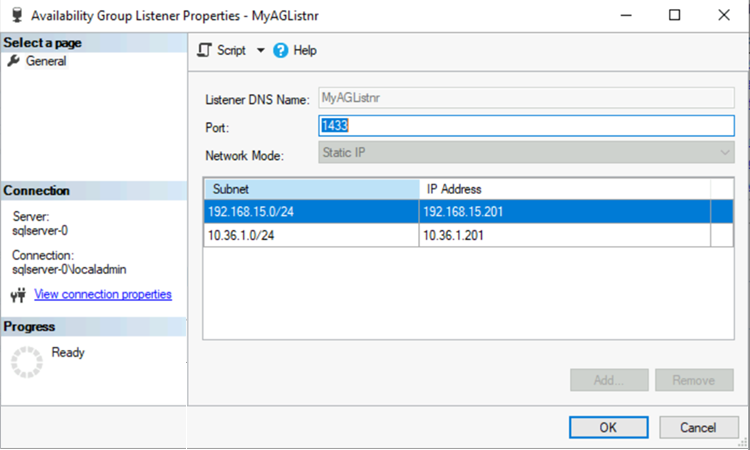 Availability Group Listener Properties - MyAGListnr
Select a page
General
Script
Help
Listener DNS Name: MyAGListnr
Port: 1433
Network Mode: Static IP
Subnet IP Address
192.168.15.0/24 192.168.15.201
10.36.1.0/24 10.36.1.201
Connection
Server:
sqlserver-0
Connection:
sqlserver-0\localadmin
View connection properties
Progress
Ready
Add... Remove
OK Cancel